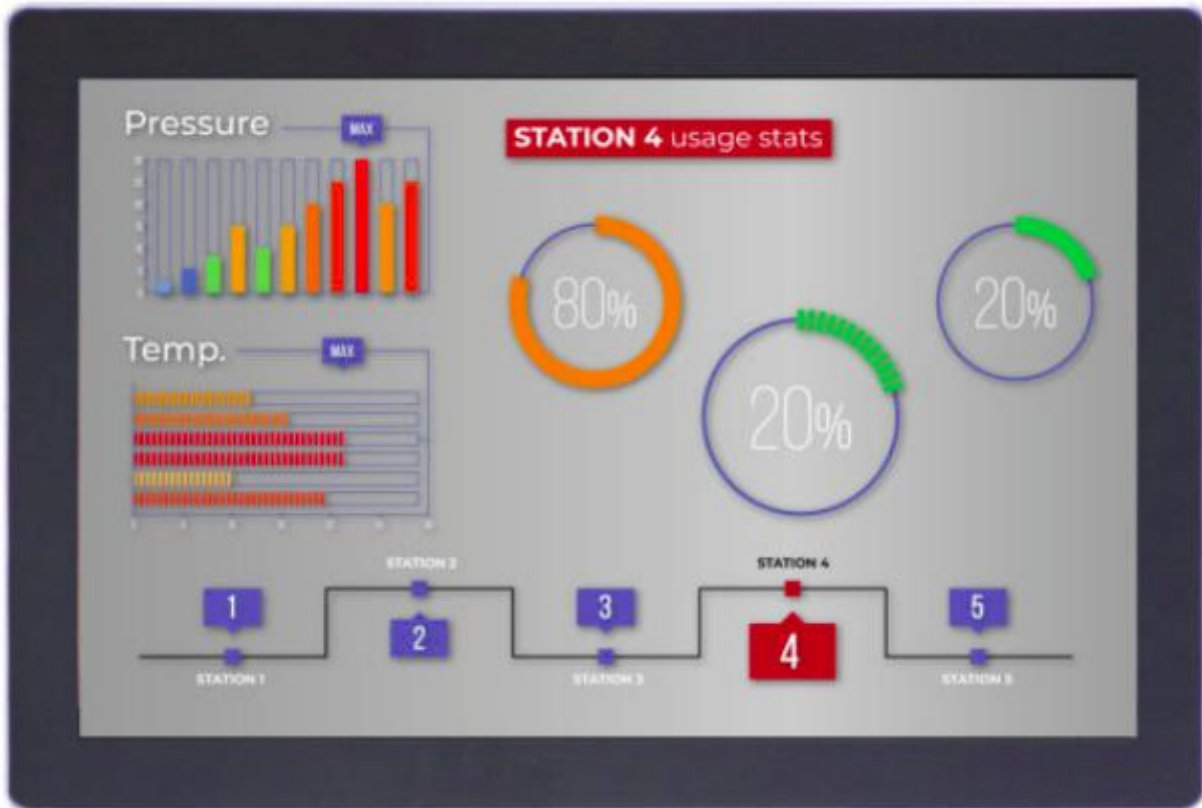 Pressure
MAX
STATION 4 usage stats
80%
20%
20%
Temp.
MAX
STATION 2
STATION 4
1
3
5
2
4
STATION 1
STATION 3
STATION 5